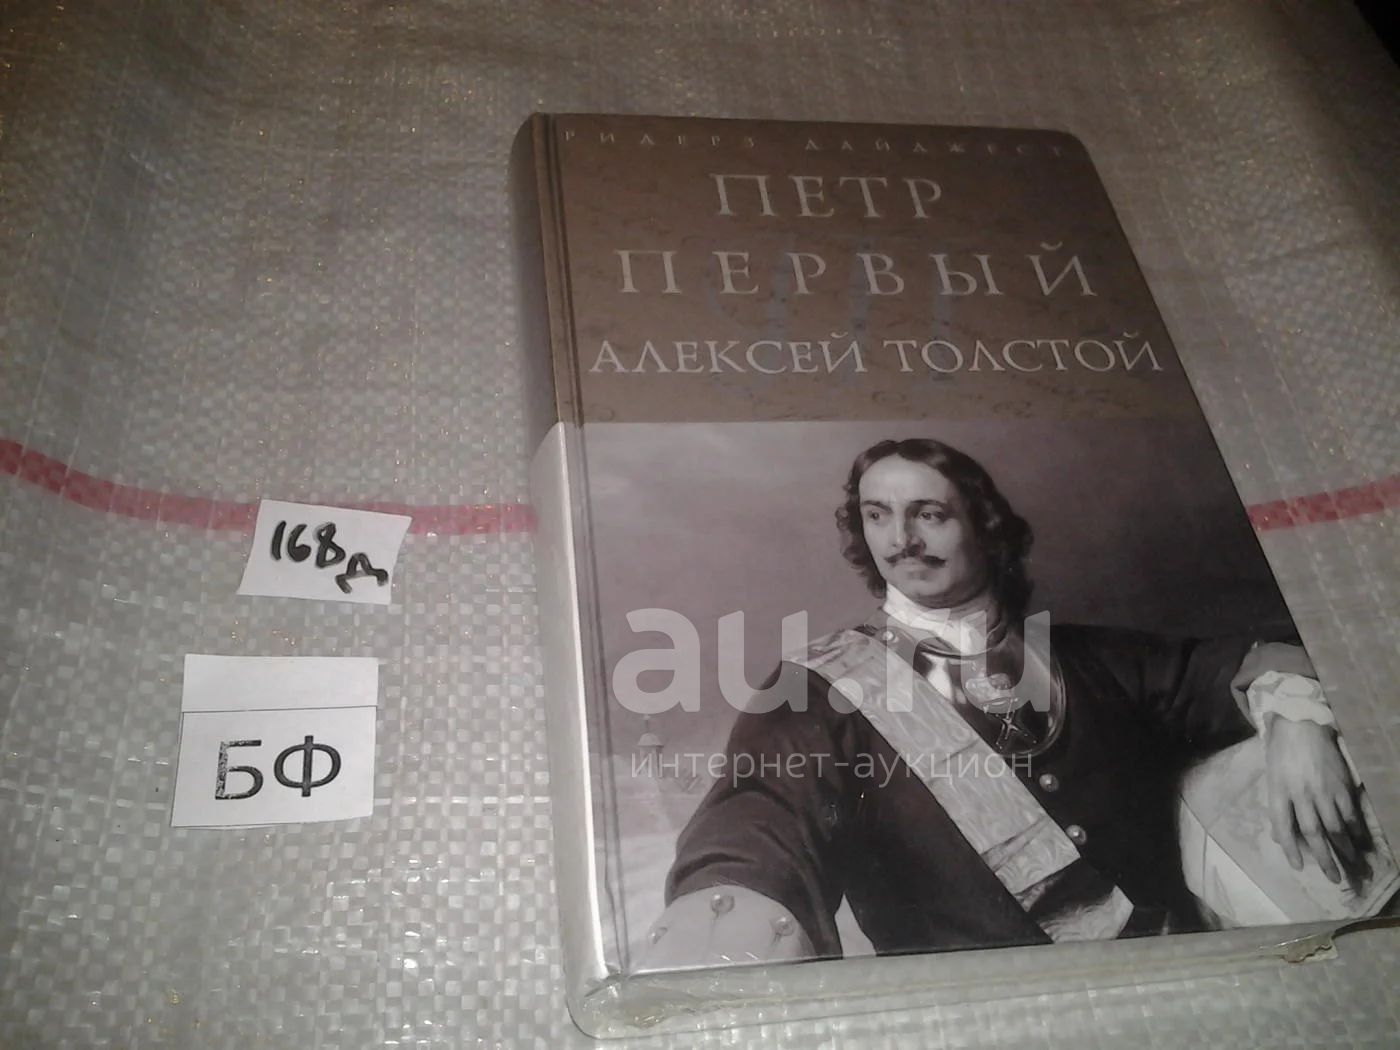 РИДЕРЗ ДАЙДЖЕСТ
ПЕТР
ПЕРВЫЙ
АЛЕКСЕЙ ТОЛСТОЙ
168д
БФ
au.ru
интернет-аукцион